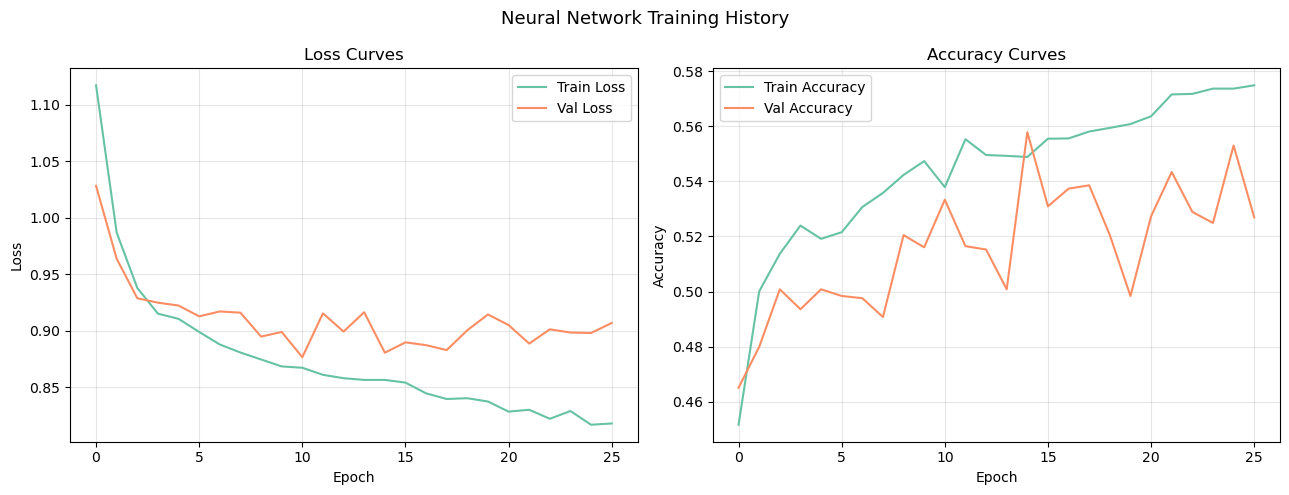 Neural Network Training History
Loss Curves
Train Loss
Val Loss
Loss
1.10
1.05
1.00
0.95
0.90
0.85
0 5 10 15 20 25
Epoch
Accuracy Curves
Train Accuracy
Val Accuracy
Accuracy
0.58
0.56
0.54
0.52
0.50
0.48
0.46
0 5 10 15 20 25
Epoch